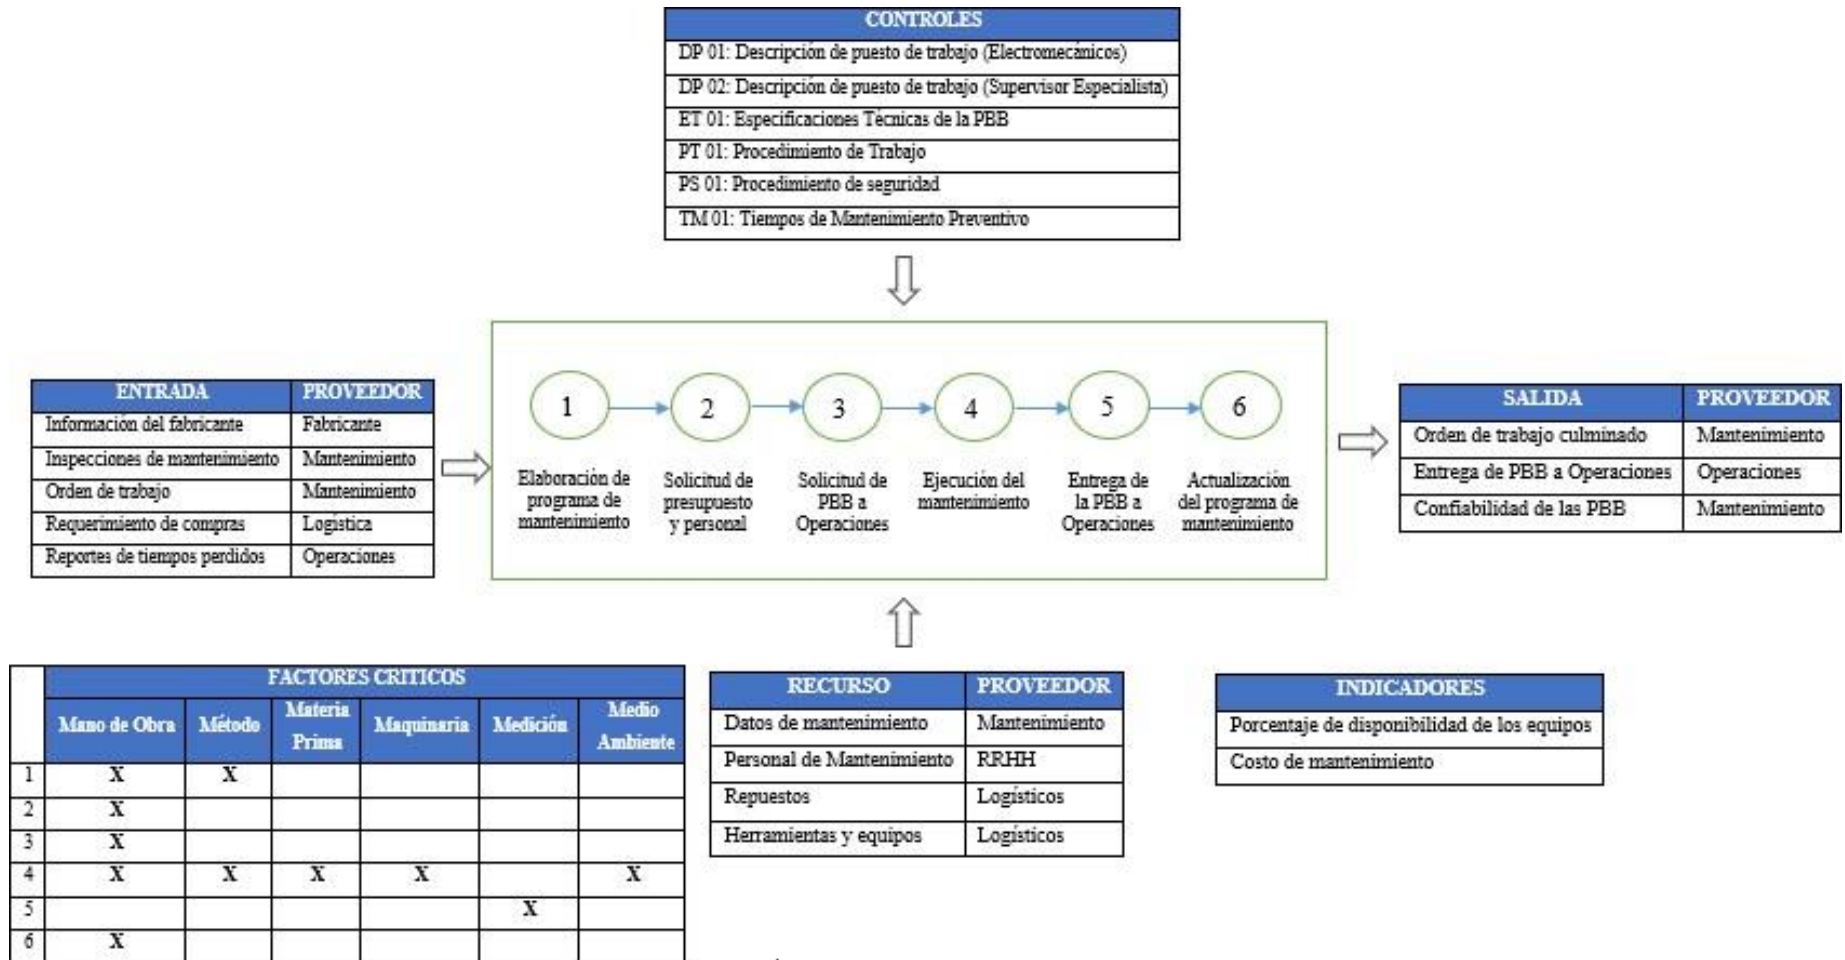 CONTROLES
DP 01: Descripción de puesto de trabajo (Electromecánicos)
DP 02: Descripción de puesto de trabajo (Supervisor Especialista)
ET 01: Especificaciones Técnicas de la PBB
PT 01: Procedimiento de Trabajo
PS 01: Procedimiento de seguridad
TM 01: Tiempos de Mantenimiento Preventivo
ENTRADA PROVEEDOR
Información del fabricante Fabricante
Inspecciones de mantenimiento Mantenimiento
Orden de trabajo Mantenimiento
Requerimiento de compras Logística
Reportes de tiempos perdidos Operaciones
1
Elaboración de
programa de
mantenimiento
2
Solicitud de
presupuesto
y personal
3
Solicitud de
PBB a
Operaciones
4
Ejecución del
mantenimiento
5
Entrega de
la PBB a
Operaciones
6
Actualización
del programa de
mantenimiento
SALIDA PROVEEDOR
Orden de trabajo culminado Mantenimiento
Entrega de PBB a Operaciones Operaciones
Confiabilidad de las PBB Mantenimiento
FACTORES CRITICOS
Mano de Obra Método Materia Prima Maquinaria Medición Medio Ambiente
1 X X
2 X
3 X
4 X X X X X
5 X
6 X
RECURSO PROVEEDOR
Datos de mantenimiento Mantenimiento
Personal de Mantenimiento RRHH
Repuestos Logísticos
Herramientas y equipos Logísticos
INDICADORES
Porcentaje de disponibilidad de los equipos
Costo de mantenimiento